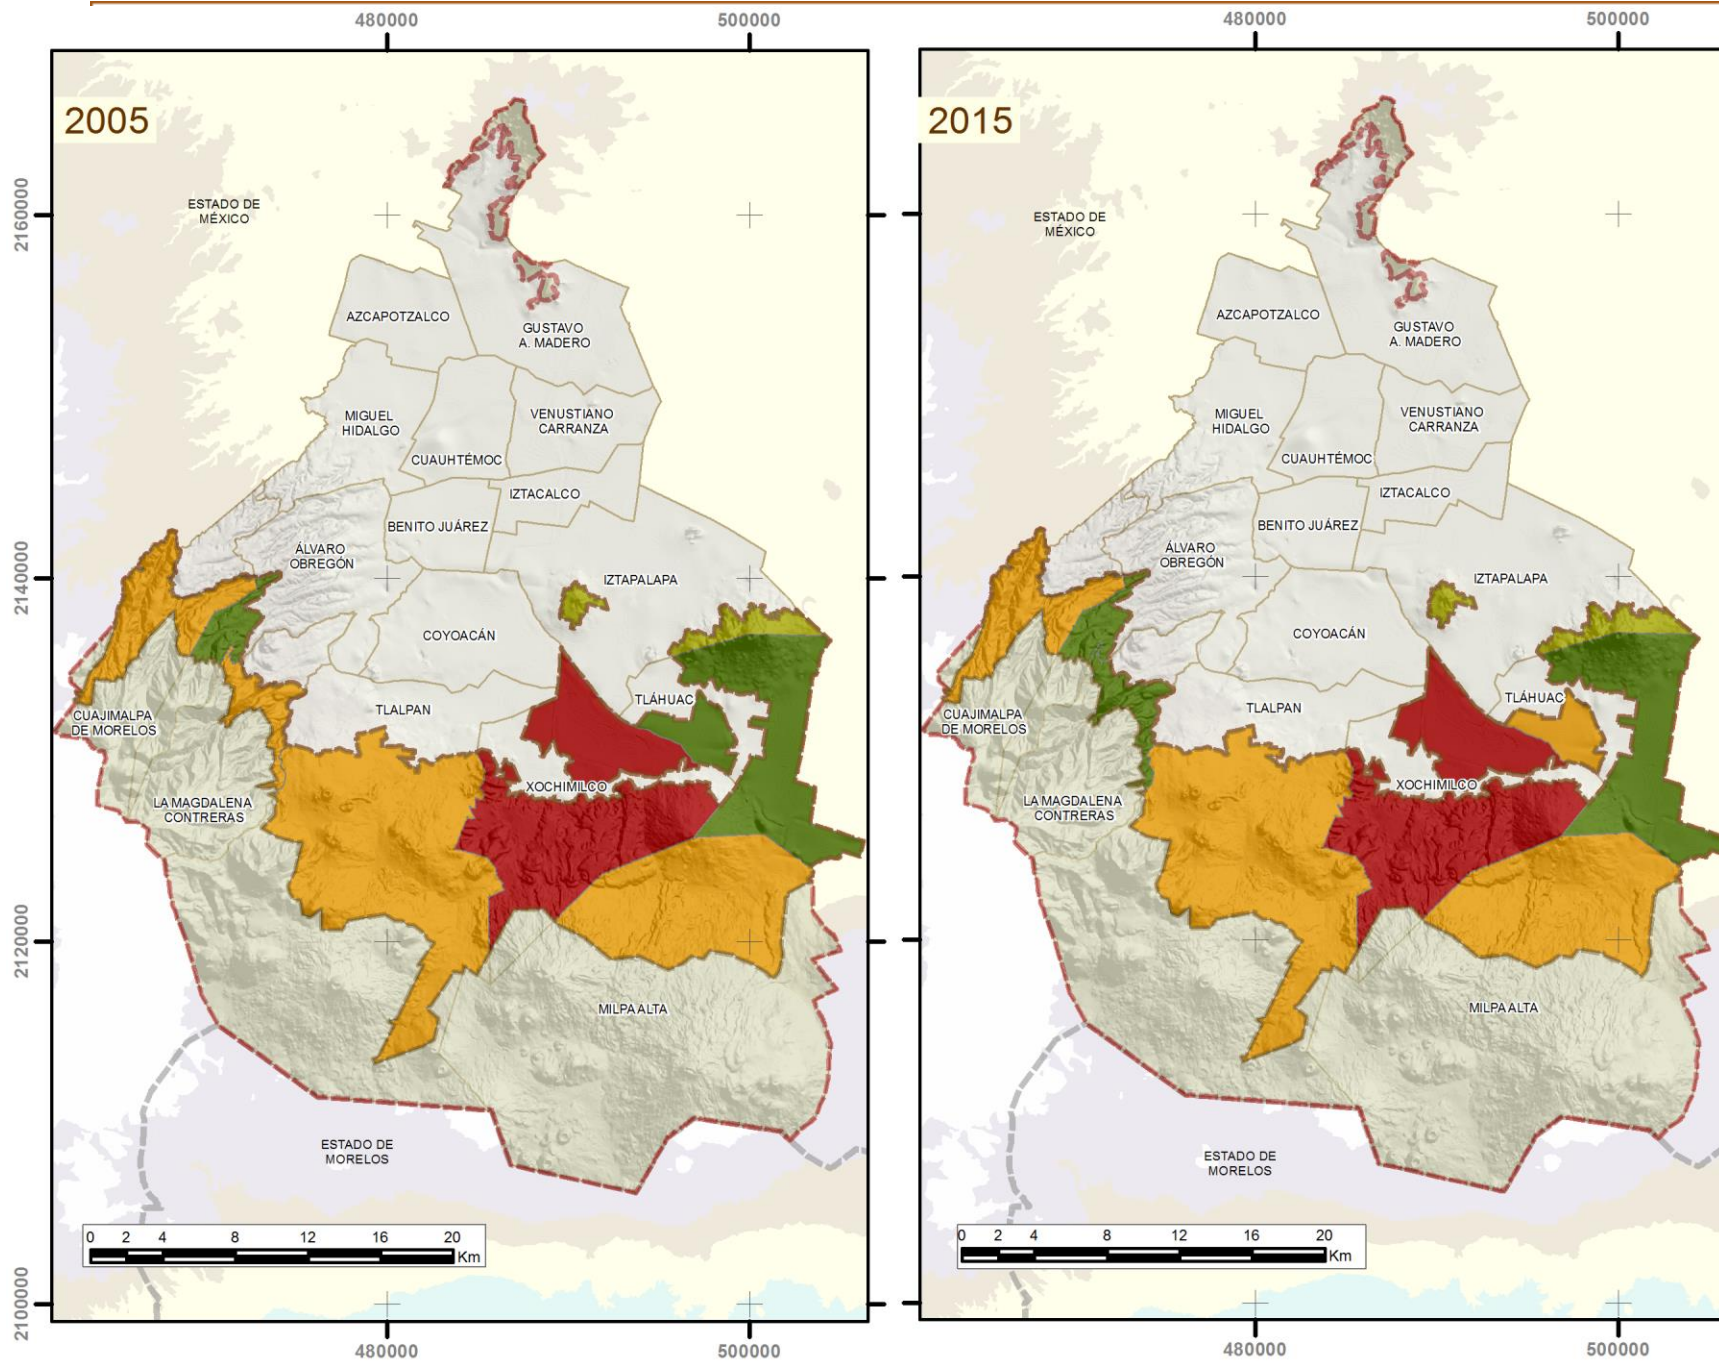 480000
500000
480000
500000
2005
2015
2160000
2140000
2120000
2100000
ESTADO DE
MÉXICO
AZCAPOTZALCO
GUSTAVO
A. MADERO
MIGUEL
HIDALGO
VENUSTIANO
CARRANZA
CUAUHTÉMOC
IZTACALCO
BENITO JUÁREZ
ÁLVARO
OBREGÓN
IZTAPALAPA
COYOACÁN
TLÁHUAC
TLALPAN
CUAJIMALPA
DE MORELOS
XOCHIMILCO
LA MAGDALENA
CONTRERAS
MILPA ALTA
ESTADO DE
MORELOS
0 2 4 8 12 16 20
Km
ESTADO DE
MÉXICO
AZCAPOTZALCO
GUSTAVO
A. MADERO
MIGUEL
HIDALGO
VENUSTIANO
CARRANZA
CUAUHTÉMOC
IZTACALCO
BENITO JUÁREZ
ÁLVARO
OBREGÓN
IZTAPALAPA
COYOACÁN
TLÁHUAC
TLALPAN
CUAJIMALPA
DE MORELOS
XOCHIMILCO
LA MAGDALENA
CONTRERAS
MILPA ALTA
ESTADO DE
MORELOS
0 2 4 8 12 16 20
Km
480000
500000
480000
500000